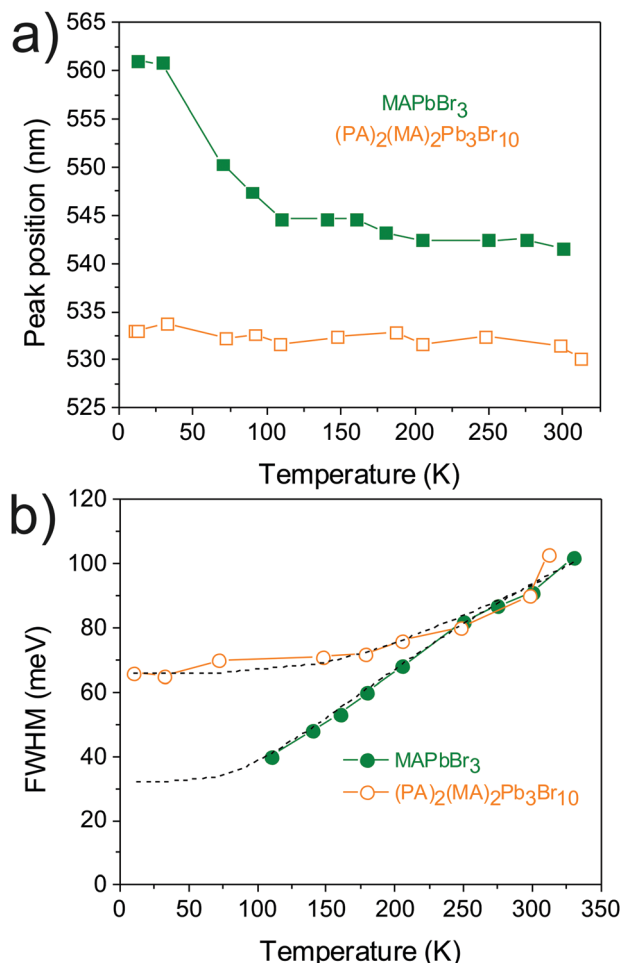 a)
565
560
555
550
545
540
535
530
525
Peak position (nm)
MAPbBr₃
(PA)₂(MA)₂Pb₃Br₁₀
0 50 100 150 200 250 300
Temperature (K)
b)
120
100
80
60
40
20
0
FWHM (meV)
MAPbBr₃
(PA)₂(MA)₂Pb₃Br₁₀
0 50 100 150 200 250 300 350
Temperature (K)